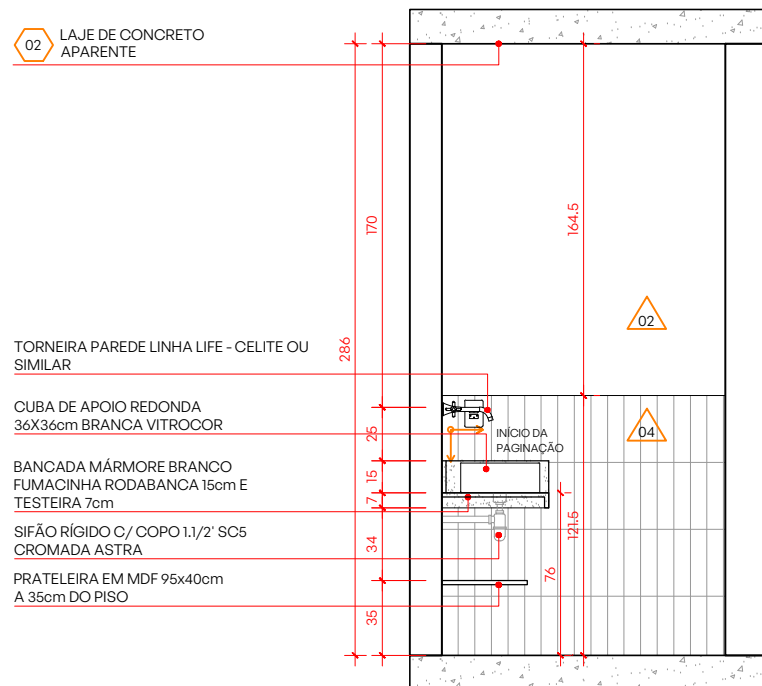 02
LAJE DE CONCRETO
APARENTE
170
164.5
286
02
TORNEIRA PAREDE LINHA LIFE - CELITE OU
SIMILAR
CUBA DE APOIO REDONDA
36X36cm BRANCA VITROCOR
25
INÍCIO DA
PAGINAÇÃO
04
BANCADA MÁRMORE BRANCO
FUMACINHA RODABANCA 15cm E
TESTEIRA 7cm
15
7
SIFÃO RÍGIDO C/ COPO 1.1/2' SC5
CROMADA ASTRA
34
121.5
76
PRATELEIRA EM MDF 95x40cm
A 35cm DO PISO
35